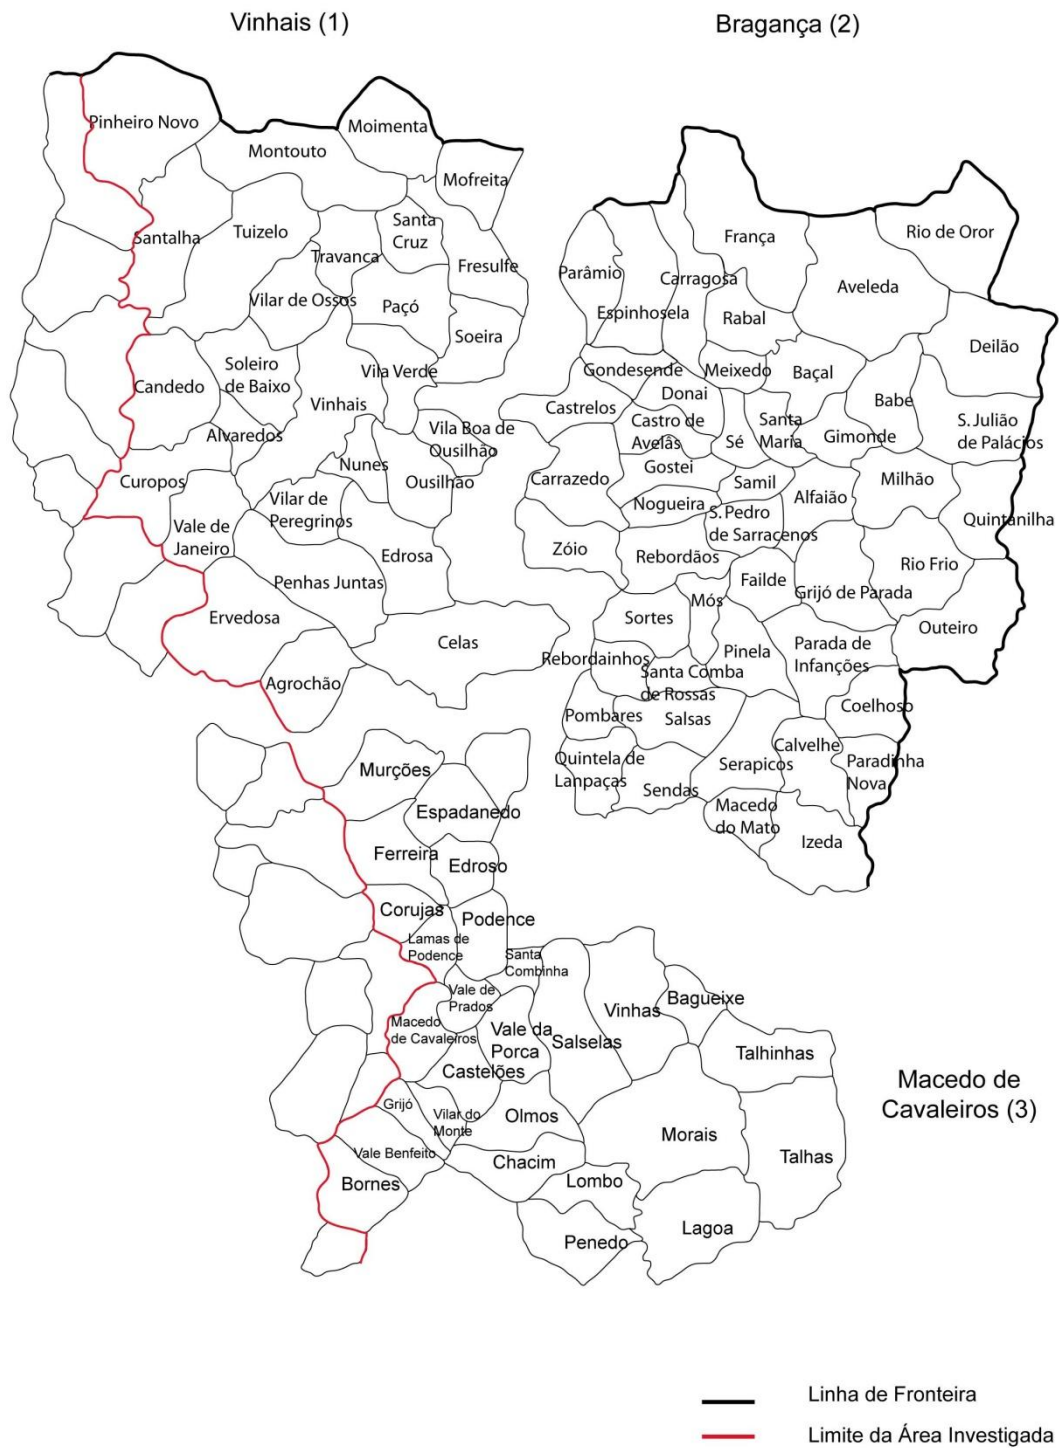 Vinhais (1)
Bragança (2)
Pinheiro Novo
Moimenta
Montouto
Mofreita
Santa
Cruz
Santalha
Tuizelo
Travanca
Fresulfe
Vilar de Ossos
Paçó
Soeira
Soleiro
de Baixo
Candedo
Vila Verde
Vinhais
Alvaredos
Vila Boa de
Ousilhão
Nunes
Curopos
Ousilhão
Vilar de
Peregrinos
Vale de
Janeiro
Edrosa
Penhas Juntas
Ervedosa
Celas
Agrochão
França
Rio de Oror
Parâmio
Carragosa
Aveleda
Espinhosela
Rabal
Deilão
Gondesende
Meixedo
Baçal
Donai
Babe
Castrelos
Castro de
Avelãs
Santa
Maria
S. Julião
de Palácios
Sé
Gimonde
Gostei
Carrazedo
Samil
Milhão
Alfaião
Nogueira
S. Pedro
de Sarracenos
Quintanilha
Zóio
Rebordãos
Rio Frio
Failde
Grijó de Parada
Mós
Sortes
Outeiro
Parada de
Infanções
Pinela
Rebordainhos
Santa Comba
de Rossas
Coelhoso
Pombares
Salsas
Calvelhe
Quintela de
Lanpaças
Serapicos
Paradinha
Nova
Sendas
Macedo
do Mato
Izeda
Murções
Espadanedo
Ferreira
Edroso
Corujas
Podence
Lamas de
Podence
Santa
Combinha
Vale de
Prados
Bagueixe
Vinhas
Macedo
de Cavaleiros
Vale da
Porca
Salselas
Talhinhas
Castelões
Macedo de
Cavaleiros (3)
Grijó
Vilar do
Monte
Olmos
Morais
Vale Benfeito
Talhas
Chacim
Bornes
Lombo
Lagoa
Penedo
Linha de Fronteira
Limite da Área Investigada